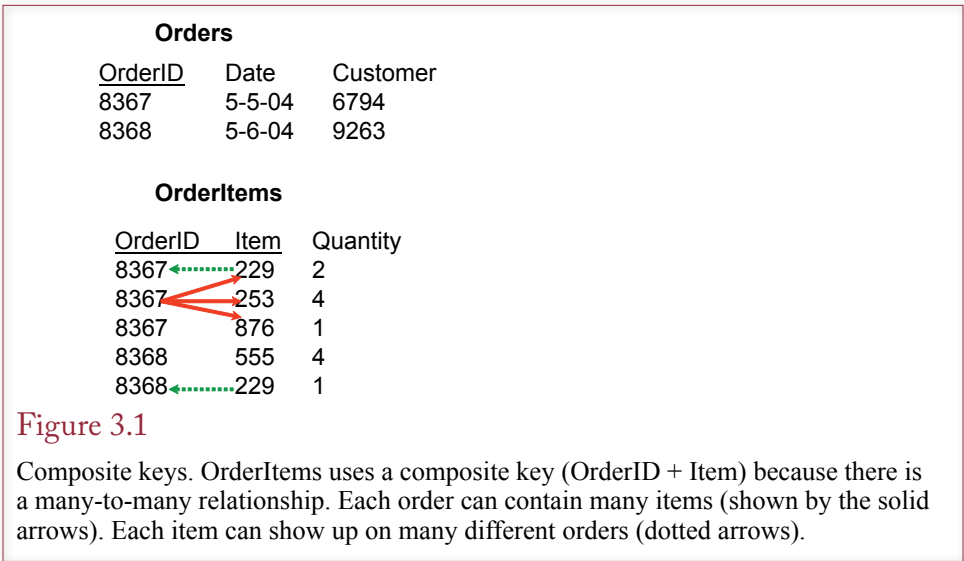 Orders
OrderID Date Customer
8367 5-5-04 6794
8368 5-6-04 9263
OrderItems
OrderID Item Quantity
8367 229 2
8367 253 4
8367 876 1
8368 555 4
8368 229 1
Figure 3.1
Composite keys. OrderItems uses a composite key (OrderID + Item) because there is
a many-to-many relationship. Each order can contain many items (shown by the solid
arrows). Each item can show up on many different orders (dotted arrows).